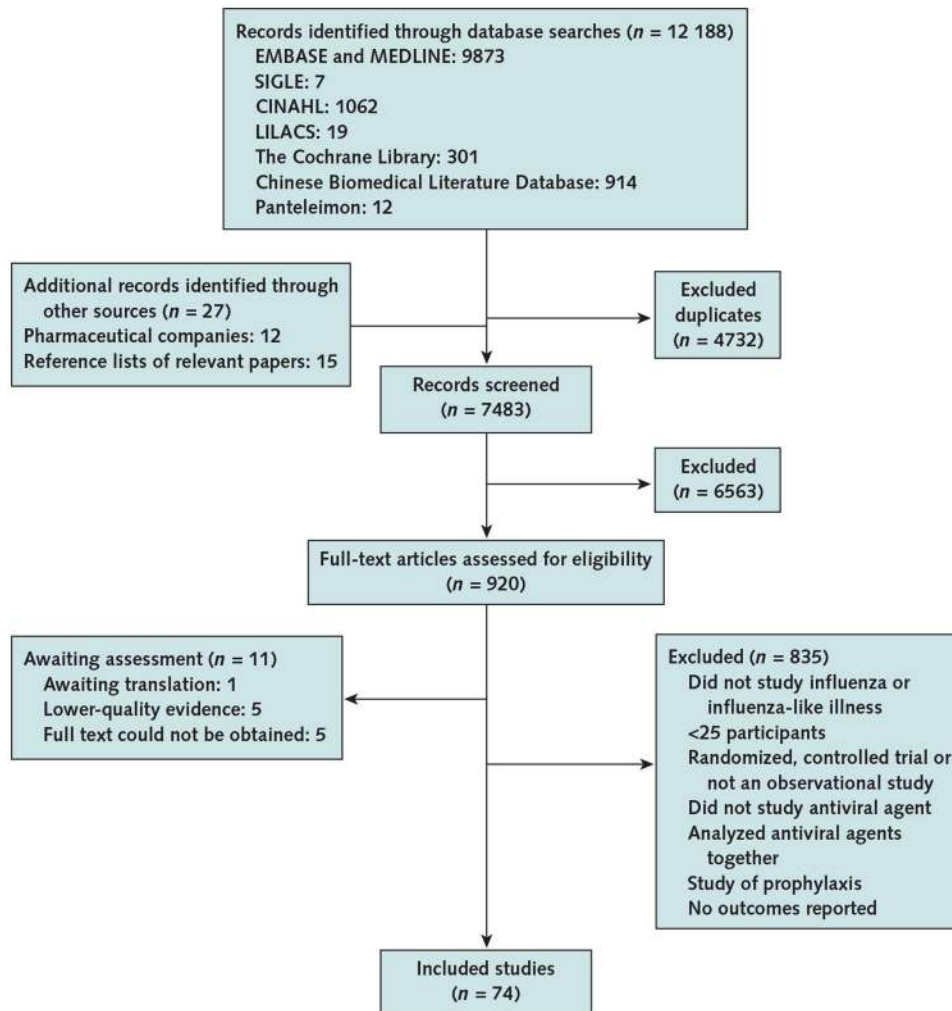 Records identified through database searches (n = 12 188)
EMBASE and MEDLINE: 9873
SIGLE: 7
CINAHL: 1062
LILACS: 19
The Cochrane Library: 301
Chinese Biomedical Literature Database: 914
Panteleimon: 12
Additional records identified through
other sources (n = 27)
Pharmaceutical companies: 12
Reference lists of relevant papers: 15
Excluded
duplicates
(n = 4732)
Records screened
(n = 7483)
Excluded
(n = 6563)
Full-text articles assessed for eligibility
(n = 920)
Awaiting assessment (n = 11)
Awaiting translation: 1
Lower-quality evidence: 5
Full text could not be obtained: 5
Excluded (n = 835)
Did not study influenza or
influenza-like illness
<25 participants
Randomized, controlled trial or
not an observational study
Did not study antiviral agent
Analyzed antiviral agents
together
Study of prophylaxis
No outcomes reported
Included studies
(n = 74)